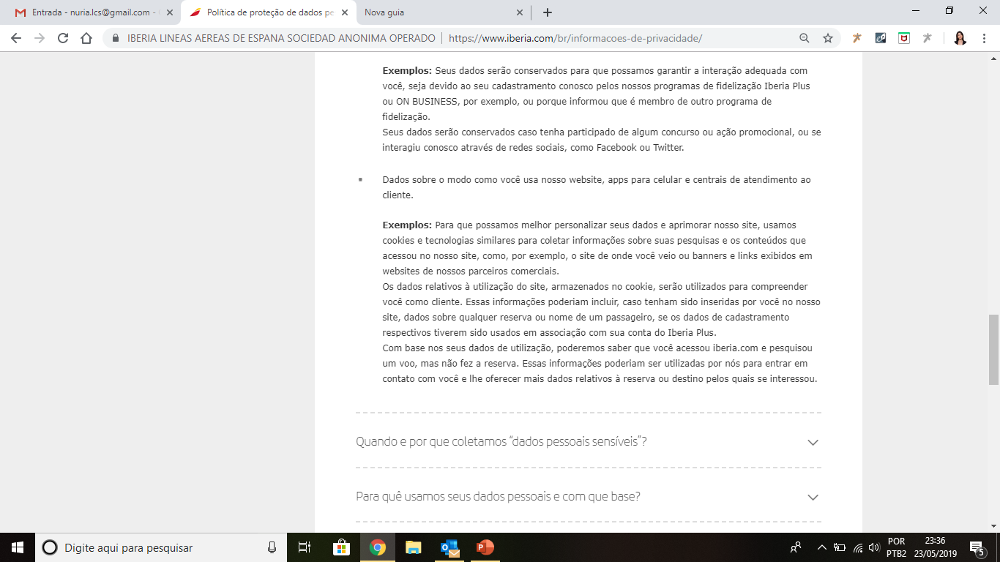 Entrada - nuria.lcs@gmail.com -
Política de proteção de dados pe
Nova guia
IBERIA LINEAS AEREAS DE ESPANA SOCIEDAD ANONIMA OPERADO
https://www.iberia.com/br/informacoes-de-privacidade/
Exemplos: Seus dados serão conservados para que possamos garantir a interação adequada com
você, seja devido ao seu cadastramento conosco pelos nossos programas de fidelização Iberia Plus
ou ON BUSINESS, por exemplo, ou porque informou que é membro de outro programa de
fidelização.
Seus dados serão conservados caso tenha participado de algum concurso ou ação promocional, ou se
interagiu conosco através de redes sociais, como Facebook ou Twitter.
Dados sobre o modo como você usa nosso website, apps para celular e centrais de atendimento ao
cliente.
Exemplos: Para que possamos melhor personalizar seus dados e aprimorar nosso site, usamos
cookies e tecnologias similares para coletar informações sobre suas pesquisas e os conteúdos que
acessou no nosso site, como, por exemplo, o site de onde você veio ou banners e links exibidos em
websites de nossos parceiros comerciais.
Os dados relativos à utilização do site, armazenados no cookie, serão utilizados para compreender
você como cliente. Essas informações poderiam incluir, caso tenham sido inseridas por você no nosso
site, dados sobre qualquer reserva ou nome de um passageiro, se os dados de cadastramento
respectivos tiverem sido usados em associação com sua conta do Iberia Plus.
Com base nos seus dados de utilização, poderemos saber que você acessou iberia.com e pesquisou
um voo, mas não fez a reserva. Essas informações poderiam ser utilizadas por nós para entrar em
contato com você e lhe oferecer mais dados relativos à reserva ou destino pelos quais se interessou.
Quando e por que coletamos “dados pessoais sensíveis”?
Para quê usamos seus dados pessoais e com que base?
Digite aqui para pesquisar
POR
PTB2
23:36
23/05/2019
5